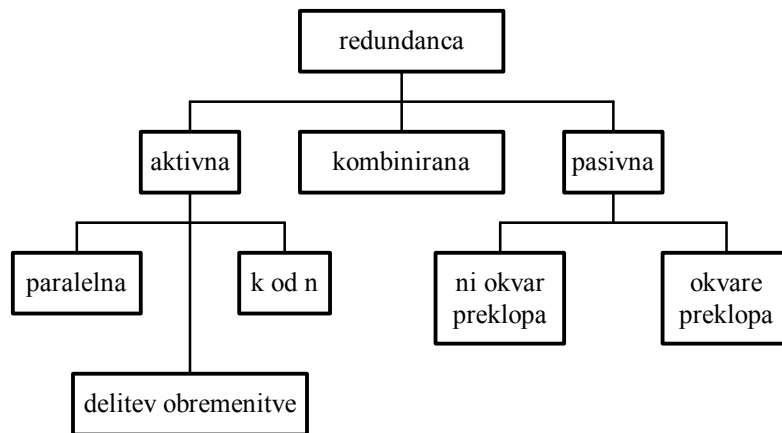 redundanca
aktivna
kombinirana
pasivna
paralelna
k od n
ni okvar
preklopa
okvare
preklopa
delitev obremenitve